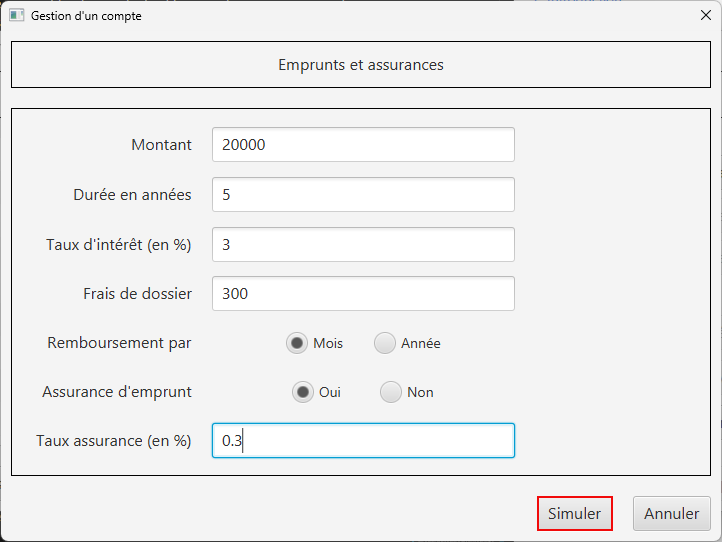 Gestion d'un compte
Emprunts et assurances
Montant 20000
Durée en années 5
Taux d'intérêt (en %) 3
Frais de dossier 300
Remboursement par Mois Année
Assurance d'emprunt Oui Non
Taux assurance (en %) 0.3
Simuler Annuler